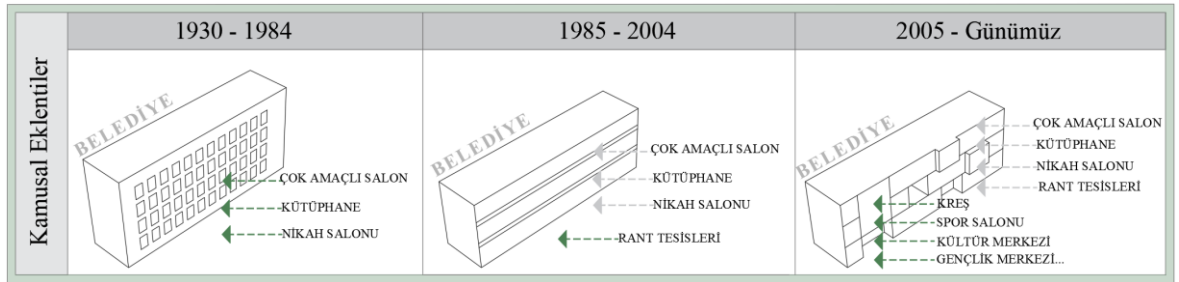 1930 - 1984
1985 - 2004
2005 - Günümüz
Kamusal Eklentiler
BELEDİYE
ÇOK AMAÇLI SALON
KÜTÜPHANE
NİKAH SALONU
BELEDİYE
ÇOK AMAÇLI SALON
KÜTÜPHANE
NİKAH SALONU
RANT TESİSLERİ
BELEDİYE
ÇOK AMAÇLI SALON
KÜTÜPHANE
NİKAH SALONU
RANT TESİSLERİ
KREŞ
SPOR SALONU
KÜLTÜR MERKEZİ
GENÇLİK MERKEZİ...